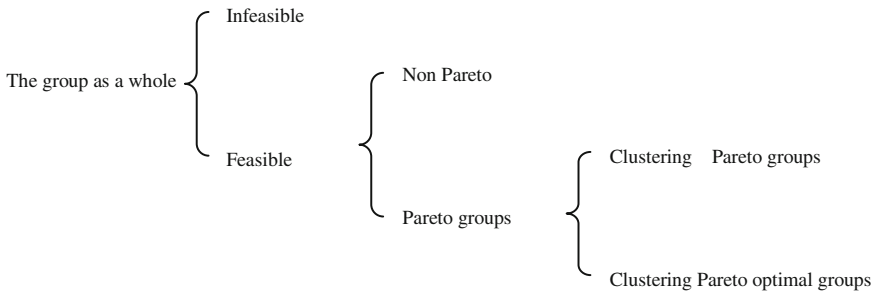 Infeasible
The group as a whole
Non Pareto
Feasible
Clustering Pareto groups
Pareto groups
Clustering Pareto optimal groups